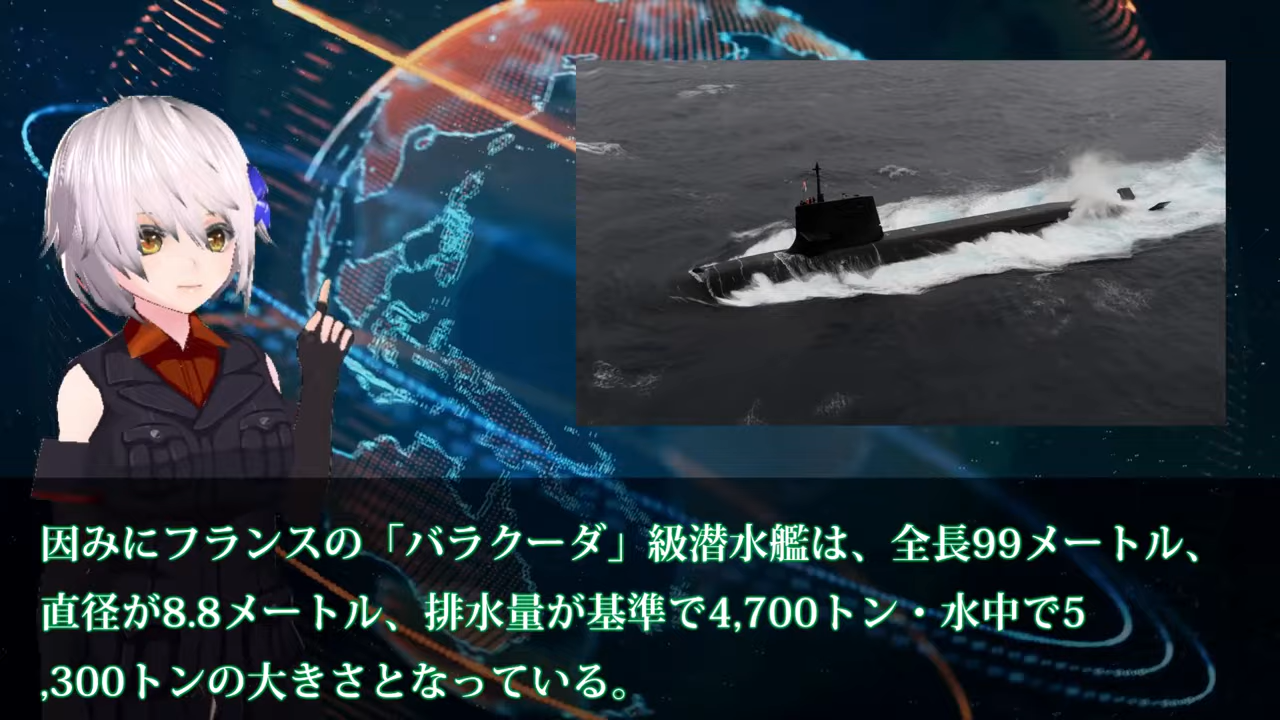 因みにフランスの「バラクーダ」級潜水艦は、全長99メートル、
直径が8.8メートル、排水量が基準で4,700トン・水中で5
,300トンの大きさとなっている。